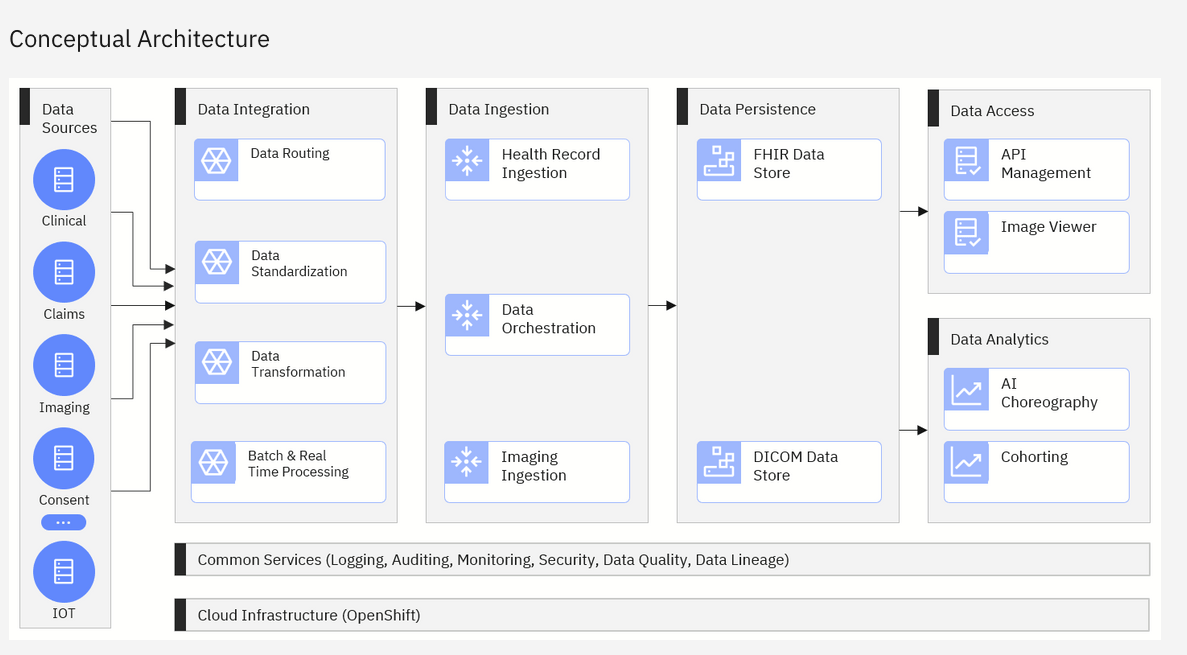 Conceptual Architecture
Data
Sources
Clinical
Claims
Imaging
Consent
IOT
Data Integration
Data Routing
Data
Standardization
Data
Transformation
Batch & Real
Time Processing
Data Ingestion
Health Record
Ingestion
Data
Orchestration
Imaging
Ingestion
Data Persistence
FHIR Data
Store
DICOM Data
Store
Data Access
API
Management
Image Viewer
Data Analytics
AI
Choreography
Cohorting
Common Services (Logging, Auditing, Monitoring, Security, Data Quality, Data Lineage)
Cloud Infrastructure (OpenShift)